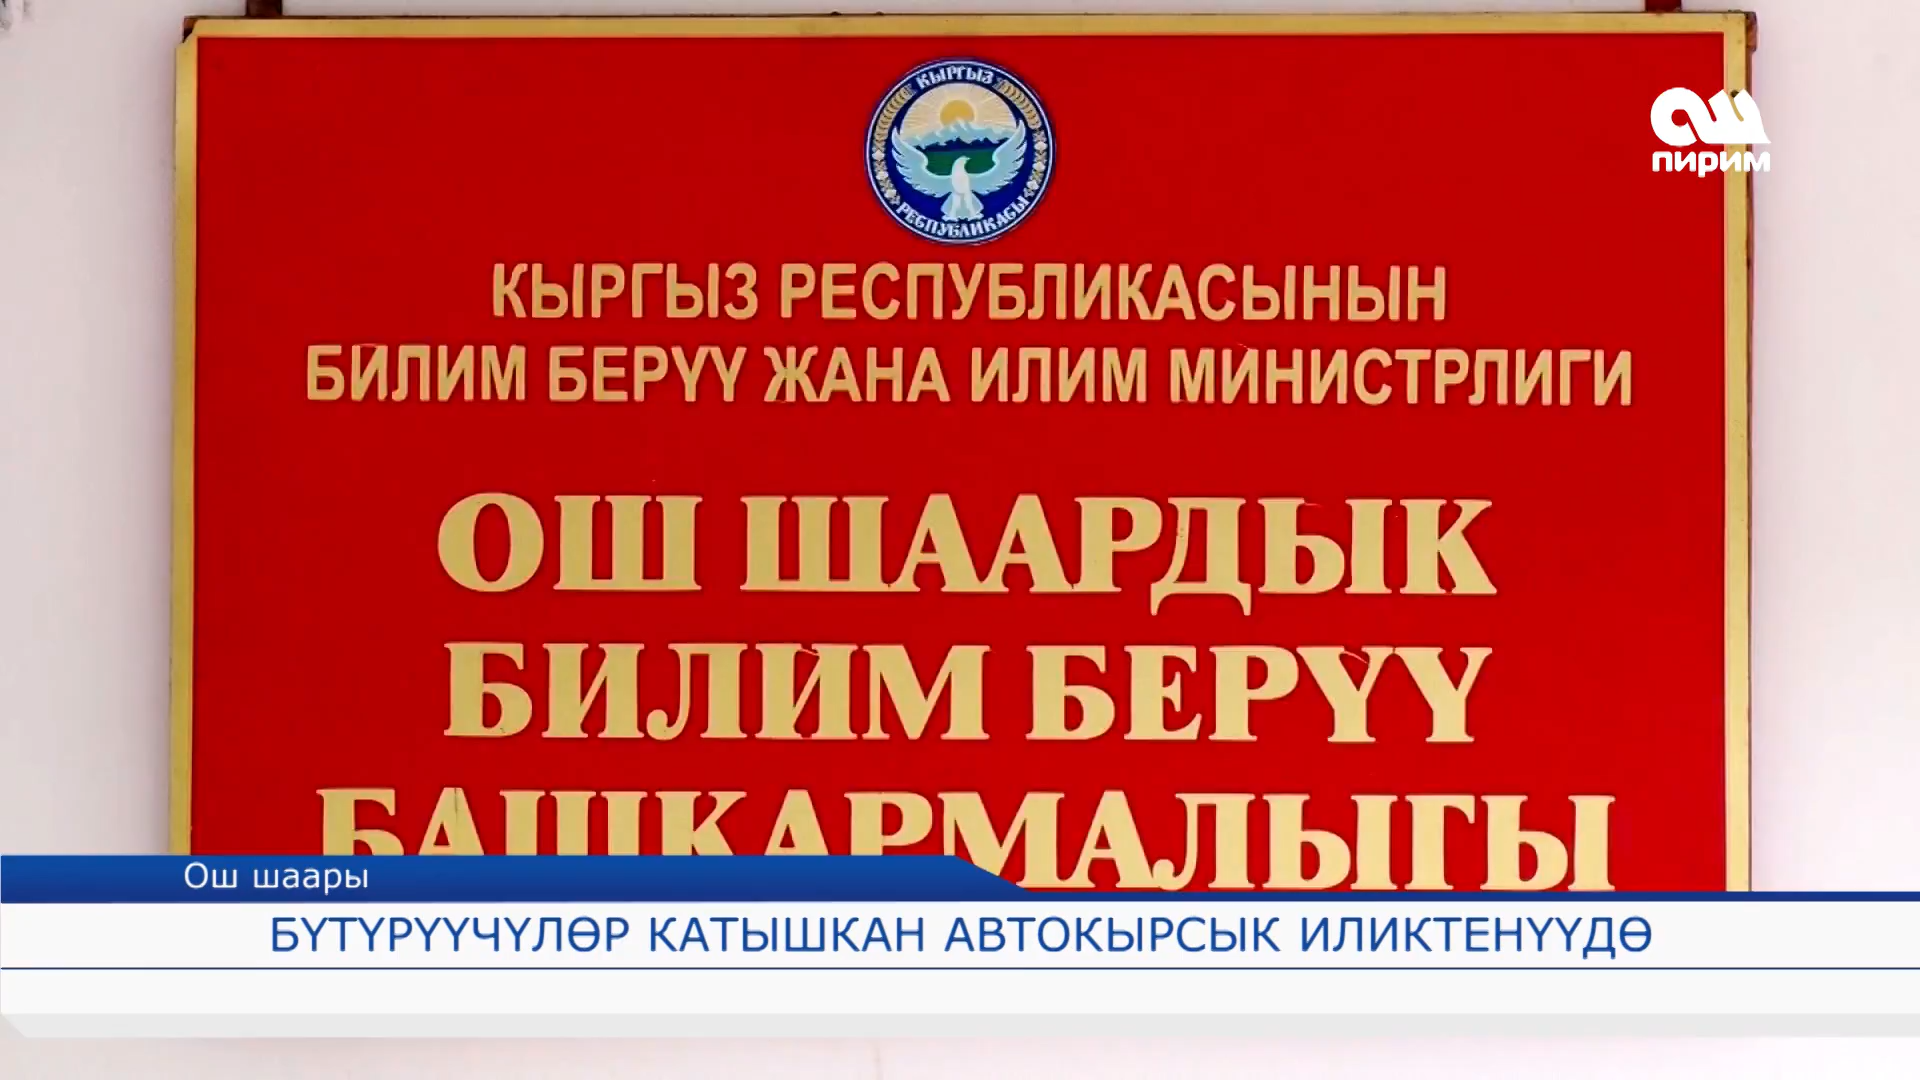 КЫРГЫЗ
РЕСПУБЛИКАСЫ
ОШ
ПИРИМ
КЫРГЫЗ РЕСПУБЛИКАСЫНЫН
БИЛИМ БЕРҮҮ ЖАНА ИЛИМ МИНИСТРЛИГИ
ОШ ШААРДЫК
БИЛИМ БЕРҮҮ
БАШКАРМАЛЫГЫ
Ош шаары
БҮТҮРҮҮЧҮЛӨР КАТЫШКАН АВТОКЫРСЫК ИЛИКТЕНҮҮДӨ